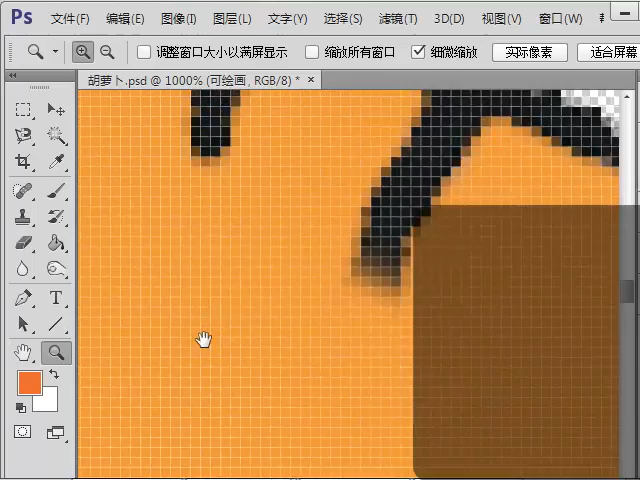 Ps 文件(F) 编辑(E) 图像(I) 图层(L) 文字(Y) 选择(S) 滤镜(T) 3D(D) 视图(V) 窗口(W)
调整窗口大小以满屏显示 缩放所有窗口 细微缩放 实际像素 适合屏幕
胡萝卜.psd @ 1000% (可绘画, RGB/8) * ×
T